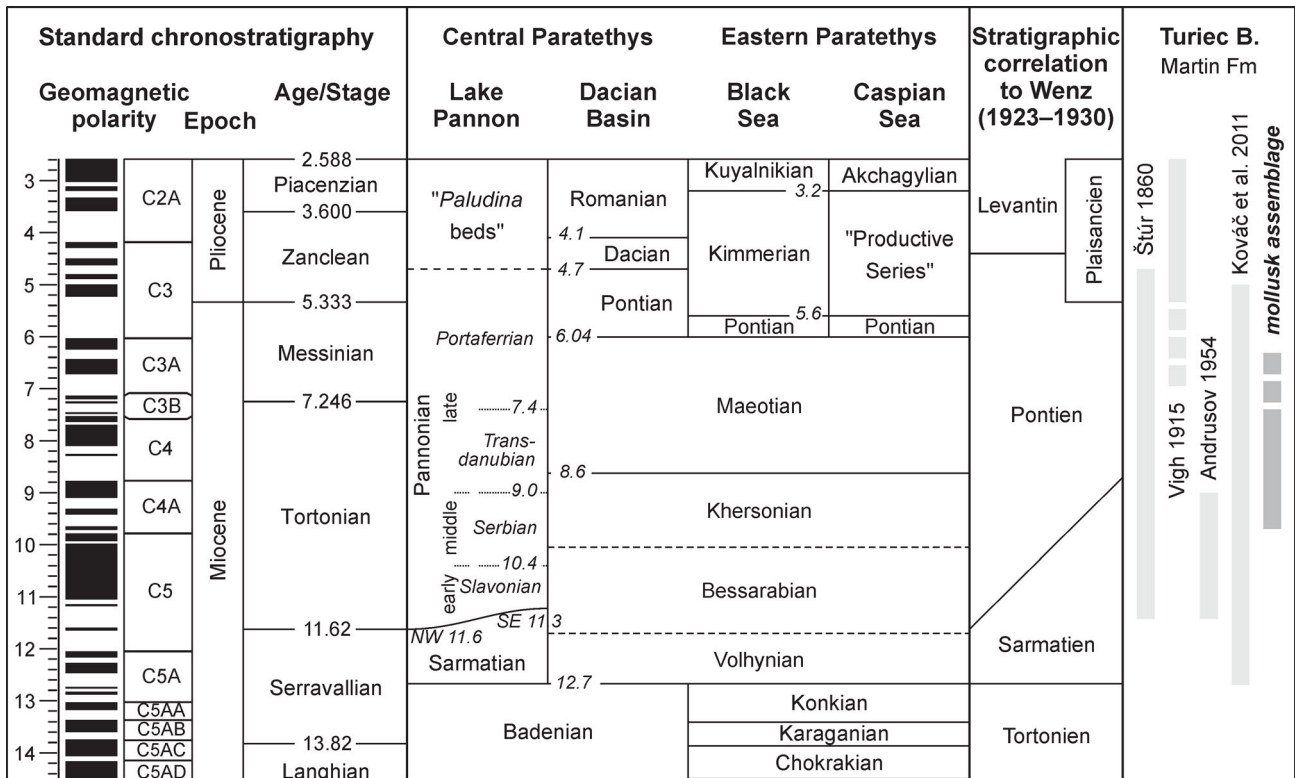 Standard chronostratigraphy
Geomagnetic
polarity
Epoch
Age/Stage
Central Paratethys
Lake
Pannon
Dacian
Basin
Eastern Paratethys
Black
Sea
Caspian
Sea
Stratigraphic
correlation
to Wenz
(1923–1930)
Turiec B.
Martin Fm
3
4
5
6
7
8
9
10
11
12
13
14
C2A
C3
C3A
C3B
C4
C4A
C5
C5A
C5AA
C5AB
C5AC
C5AD
Pliocene
Miocene
2.588
Piacenzian
3.600
Zanclean
5.333
Messinian
7.246
Tortonian
11.62
Serravallian
13.82
Langhian
"Paludina
beds"
Portaferrian
Pannonian
late
7.4
Trans-
danubian
9.0
middle
Serbian
10.4
early
Slavonian
SE 11.3
NW 11.6
Sarmatian
Badenian
Romanian
4.1
Dacian
4.7
Pontian
6.04
8.6
12.7
Kuyalnikian
3.2
Akchagylian
Kimmerian
"Productive
Series"
5.6
Pontian
Pontian
Maeotian
Khersonian
Bessarabian
Volhynian
Konkian
Karaganian
Chokrakian
Levantin
Plaisancien
Pontien
Sarmatien
Tortonien
Štúr 1860
Vigh 1915
Andrusov 1954
Kováč et al. 2011
mollusk assemblage